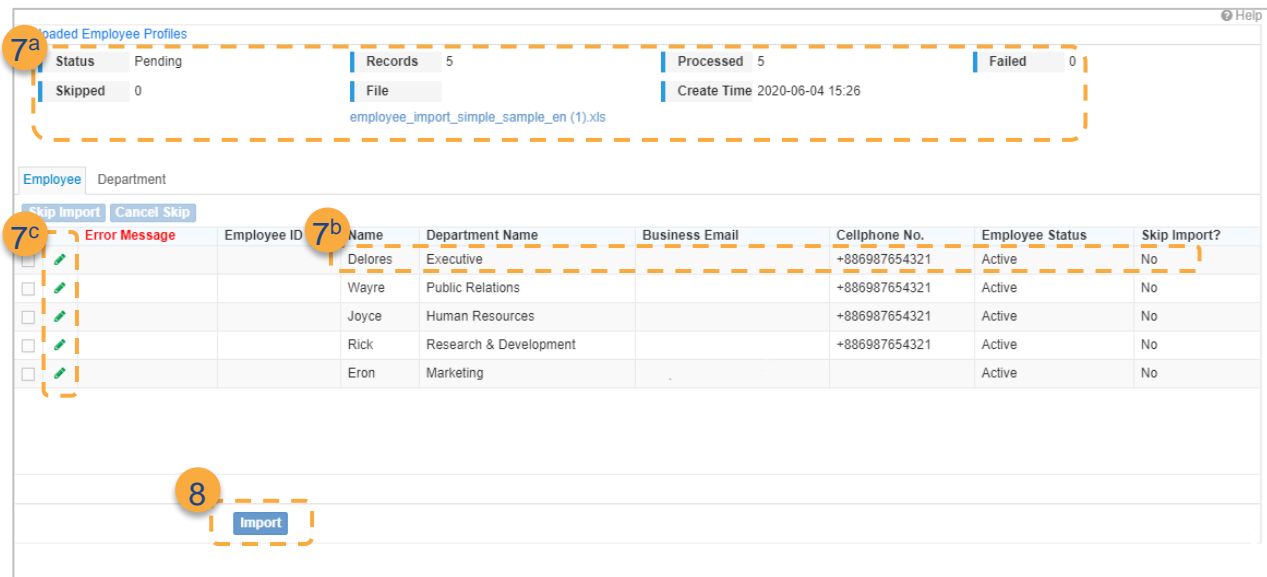 Help
oaded Employee Profiles
7a
Status Pending Records 5 Processed 5 Failed 0
Skipped 0 File Create Time 2020-06-04 15:26
employee_import_simple_sample_en (1).xls
Employee Department
Skip Import Cancel Skip
7c 7b
Error Message Employee ID Name Department Name Business Email Cellphone No. Employee Status Skip Import?
Delores Executive +886987654321 Active No
Wayre Public Relations +886987654321 Active No
Joyce Human Resources +886987654321 Active No
Rick Research & Development +886987654321 Active No
Eron Marketing Active No
8
Import